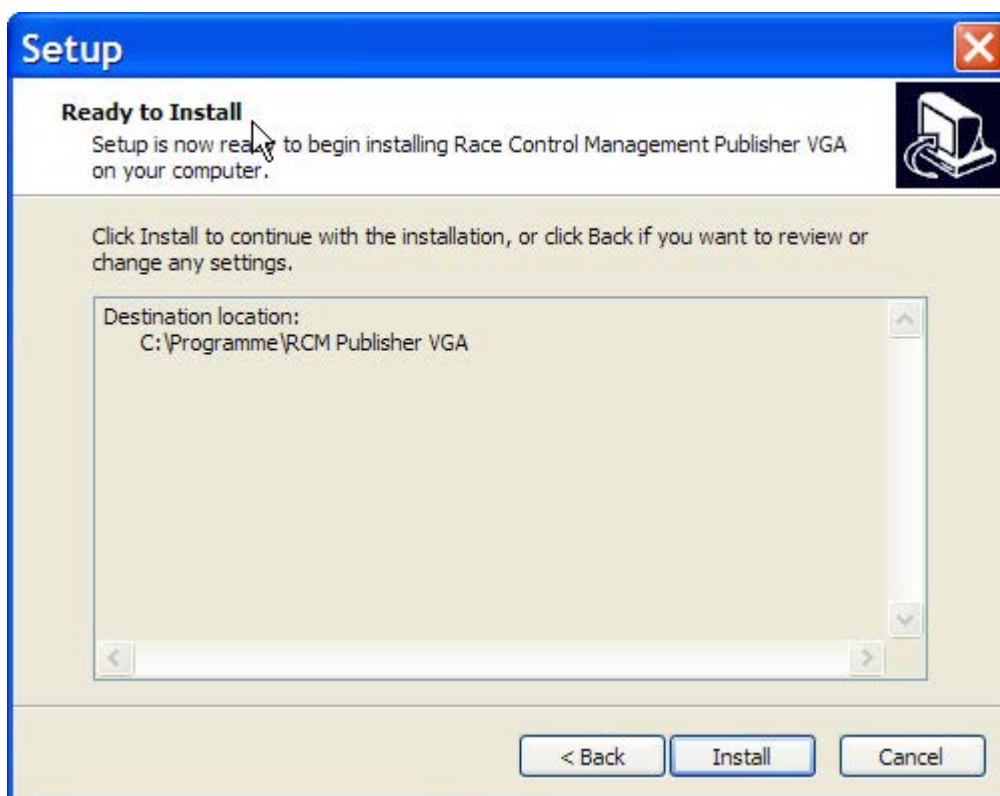 Setup
Ready to Install
Setup is now ready to begin installing Race Control Management Publisher VGA
on your computer.
Click Install to continue with the installation, or click Back if you want to review or
change any settings.
Destination location:
C:\Programme\RCM Publisher VGA
< Back
Install
Cancel